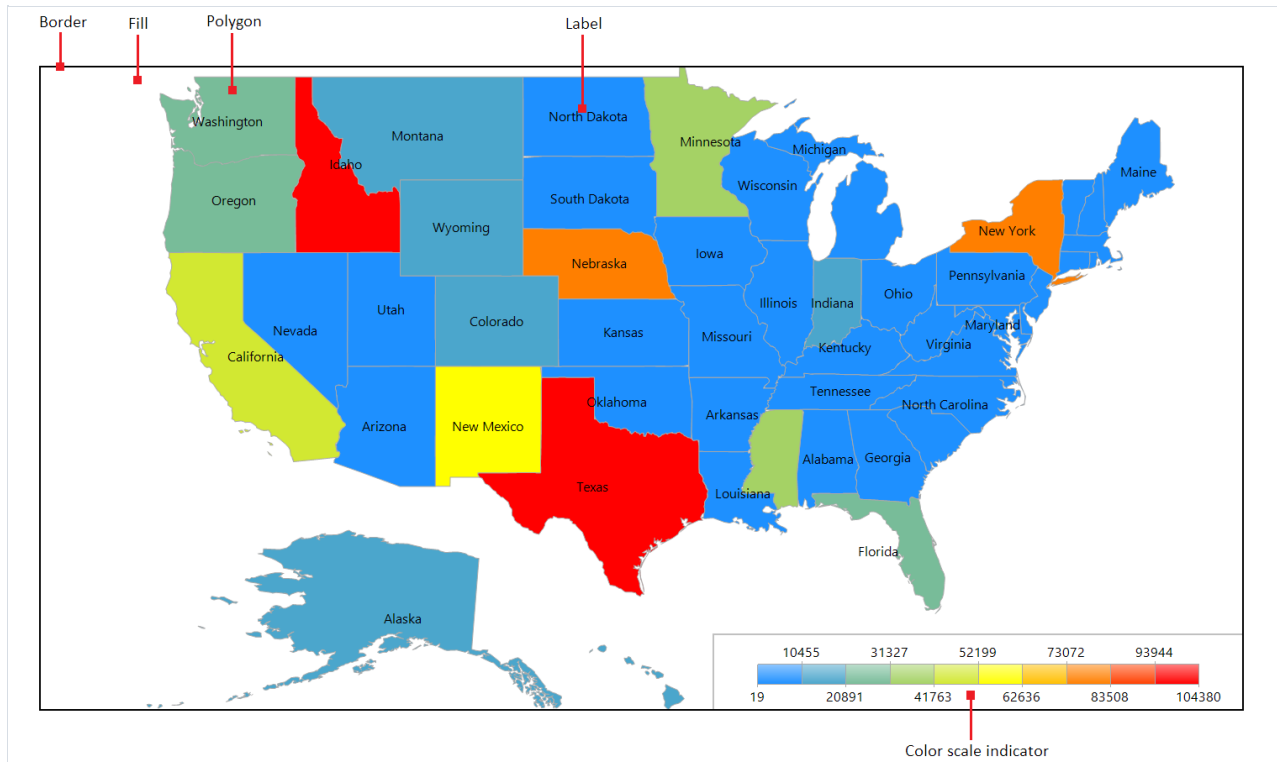 Border
Fill
Polygon
Label
Washington
Montana
North Dakota
Minnesota
Michigan
Maine
Idaho
Wisconsin
Oregon
South Dakota
Wyoming
New York
Iowa
Nebraska
Pennsylvania
Ohio
Illinois
Indiana
Utah
Colorado
Nevada
Kansas
Missouri
Maryland
Virginia
Kentucky
California
Tennessee
Oklahoma
North Carolina
Arkansas
Arizona
New Mexico
Alabama
Georgia
Texas
Louisiana
Florida
Alaska
10455 31327 52199 73072 93944
19 20891 41763 62636 83508 104380
Color scale indicator